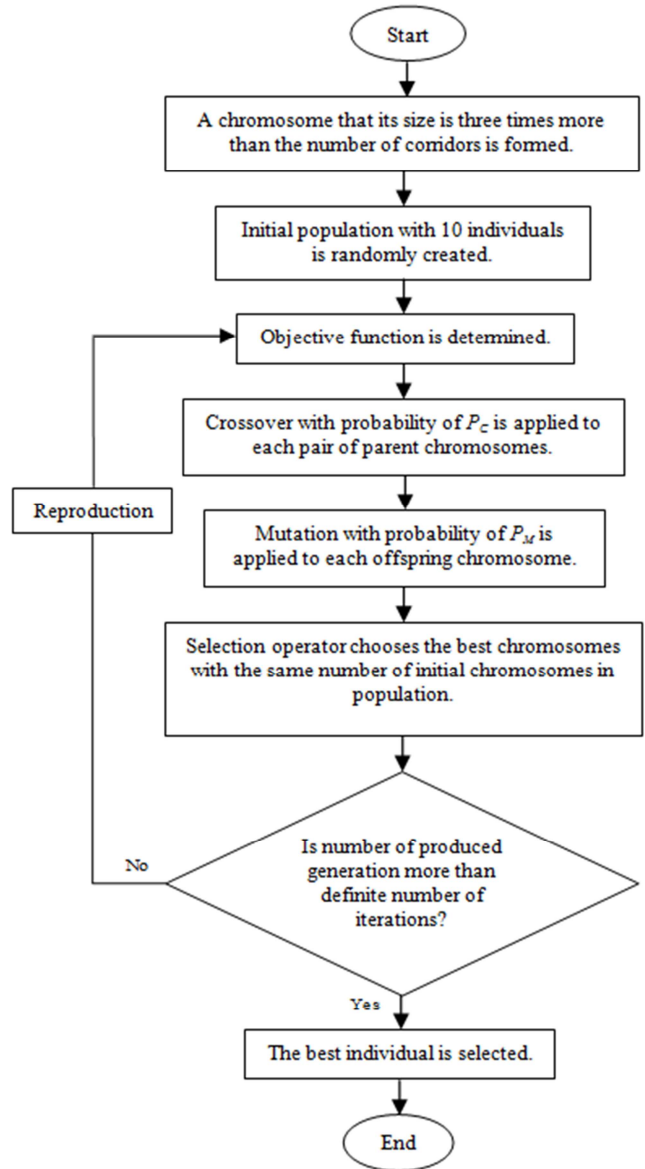 Start
A chromosome that its size is three times more
than the number of corridors is formed.
Initial population with 10 individuals
is randomly created.
Objective function is determined.
Crossover with probability of P_C is applied to
each pair of parent chromosomes.
Reproduction
Mutation with probability of P_M is
applied to each offspring chromosome.
Selection operator chooses the best chromosomes
with the same number of initial chromosomes in
population.
No
Is number of produced
generation more than
definite number of
iterations?
Yes
The best individual is selected.
End